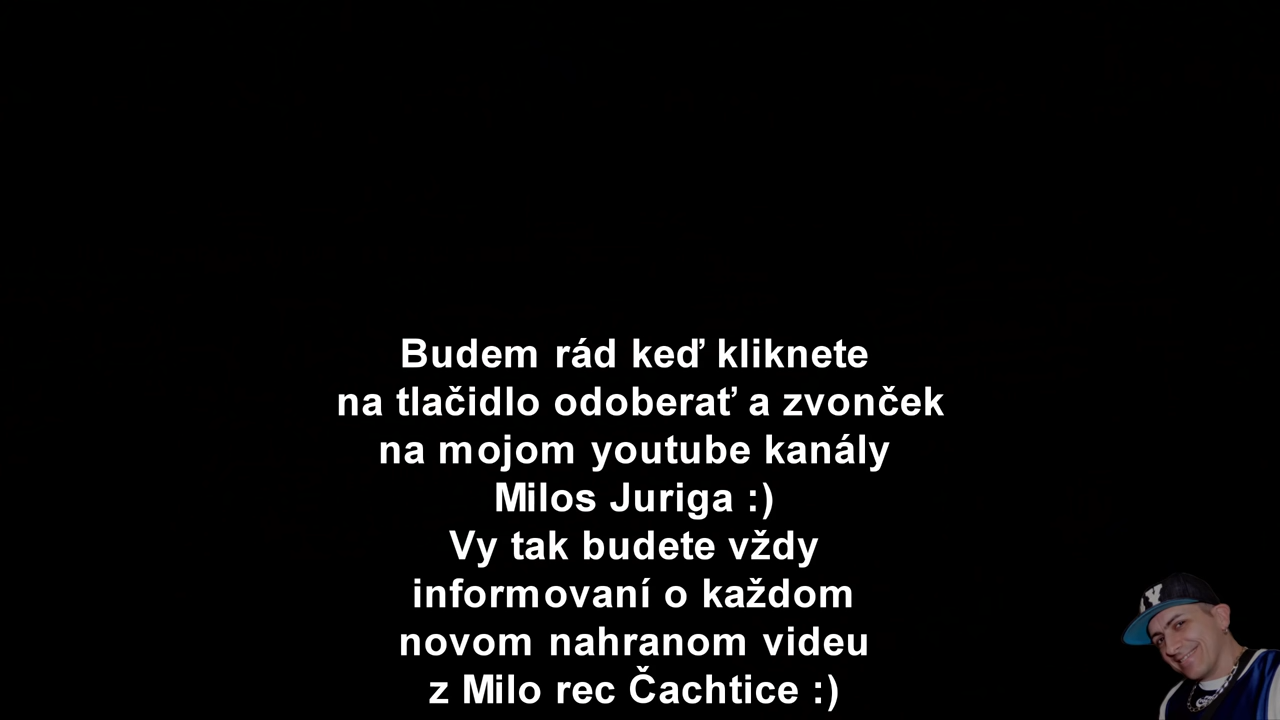 Budem rád keď kliknete
na tlačidlo odoberať a zvonček
na mojom youtube kanály
Milos Juriga :)
Vy tak budete vždy
informovaní o každom
novom nahranom videu
z Milo rec Čachtice :)